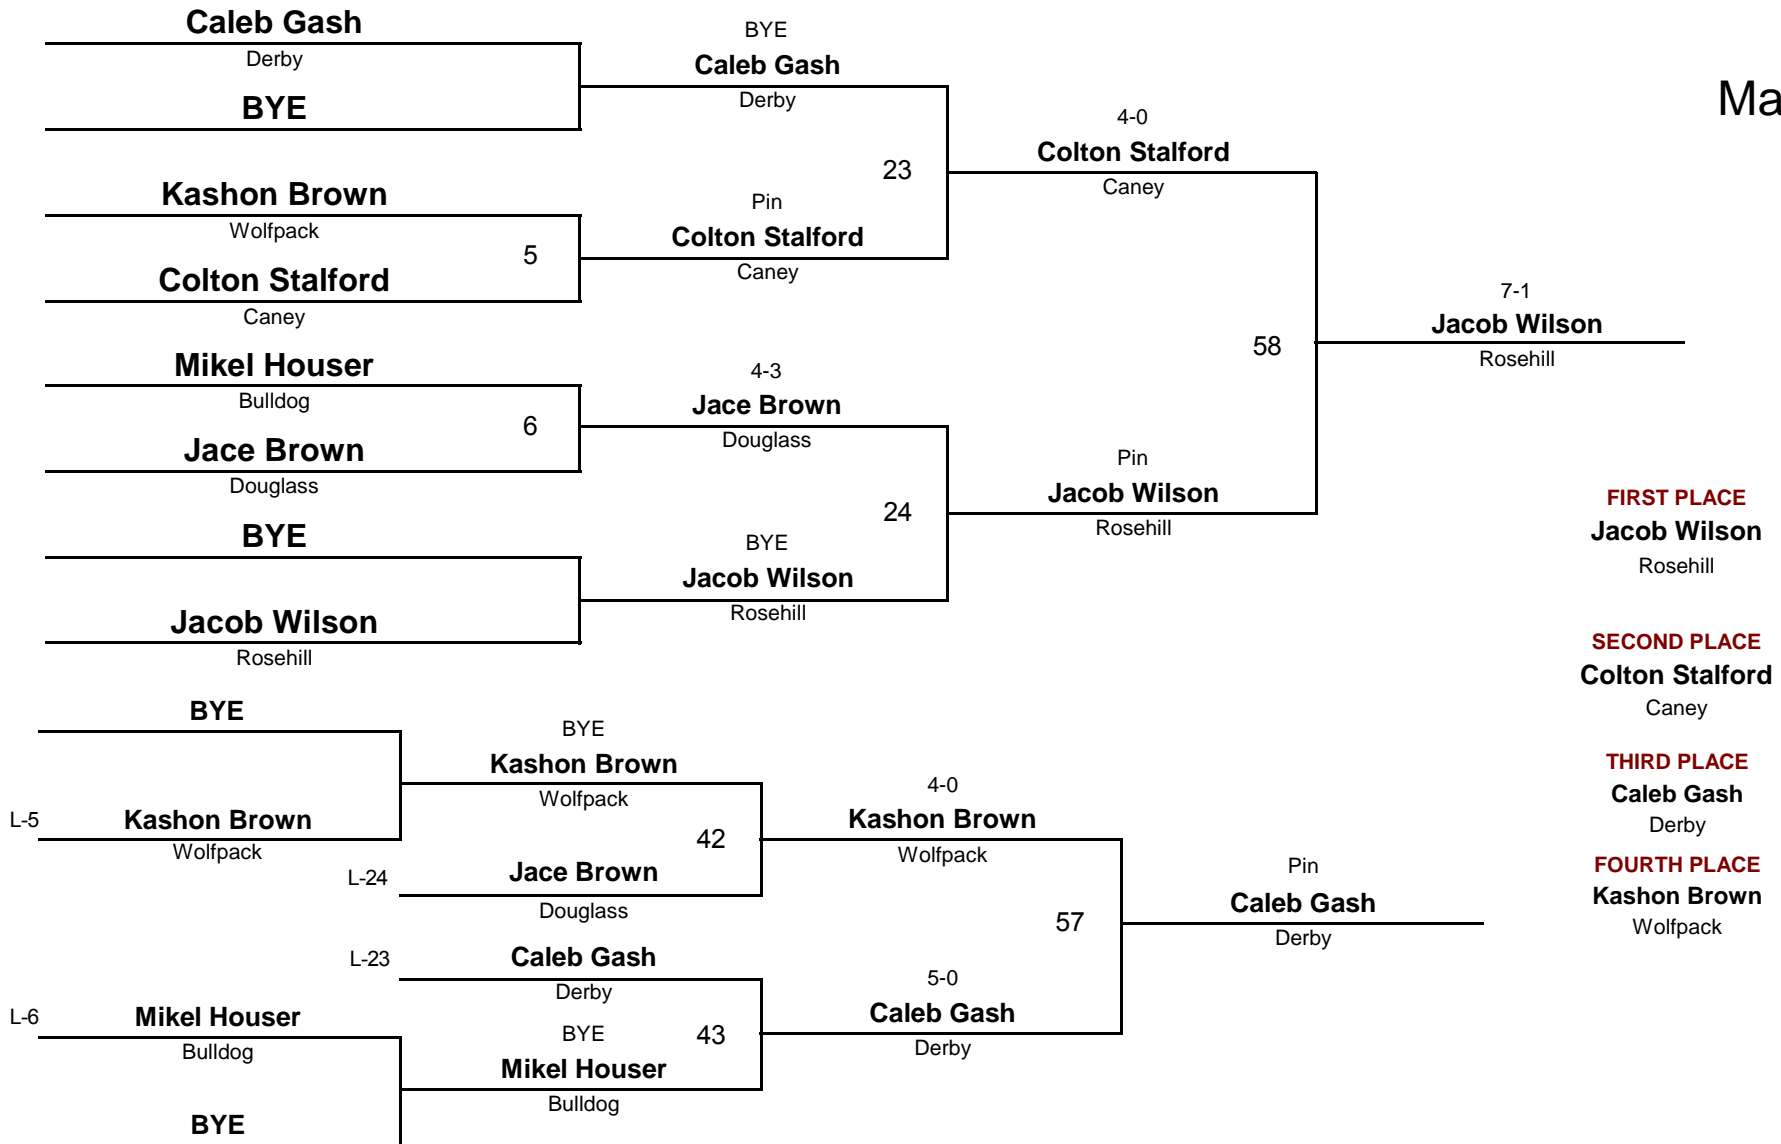 Caleb Gash
Derby
BYE
Kashon Brown
Wolfpack
5
Colton Stalford
Caney
Mikel Houser
Bulldog
6
Jace Brown
Douglass
BYE
Jacob Wilson
Rosehill
BYE
Caleb Gash
Derby
23
Pin
Colton Stalford
Caney
4-3
Jace Brown
Douglass
24
BYE
Jacob Wilson
Rosehill
4-0
Colton Stalford
Caney
58
Pin
Jacob Wilson
Rosehill
7-1
Jacob Wilson
Rosehill
Ma
FIRST PLACE
Jacob Wilson
Rosehill
SECOND PLACE
Colton Stalford
Caney
THIRD PLACE
Caleb Gash
Derby
FOURTH PLACE
Kashon Brown
Wolfpack
BYE
L-5 Kashon Brown
Wolfpack
L-6 Mikel Houser
Bulldog
BYE
BYE
Kashon Brown
Wolfpack
42
L-24 Jace Brown
Douglass
L-23 Caleb Gash
Derby
BYE 43
Mikel Houser
Bulldog
4-0
Kashon Brown
Wolfpack
57
5-0
Caleb Gash
Derby
Pin
Caleb Gash
Derby